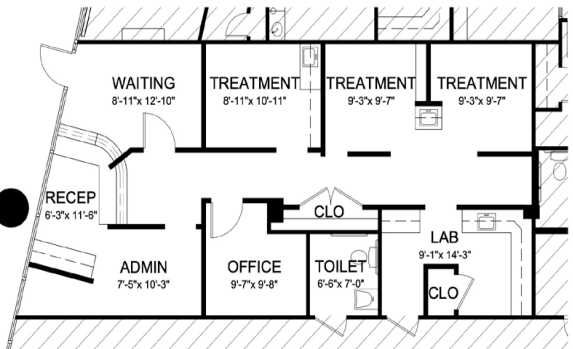 WAITING
8'-11"x 12'-10"
TREATMENT
8'-11"x 10'-11"
TREATMENT
9'-3"x 9'-7"
TREATMENT
9'-3"x 9'-7"
RECEP
6'-3"x 11'-6"
CLO
LAB
9'-1"x 14'-3"
ADMIN
7'-5"x 10'-3"
OFFICE
9'-7"x 9'-8"
TOILET
6'-6"x 7'-0"
CLO